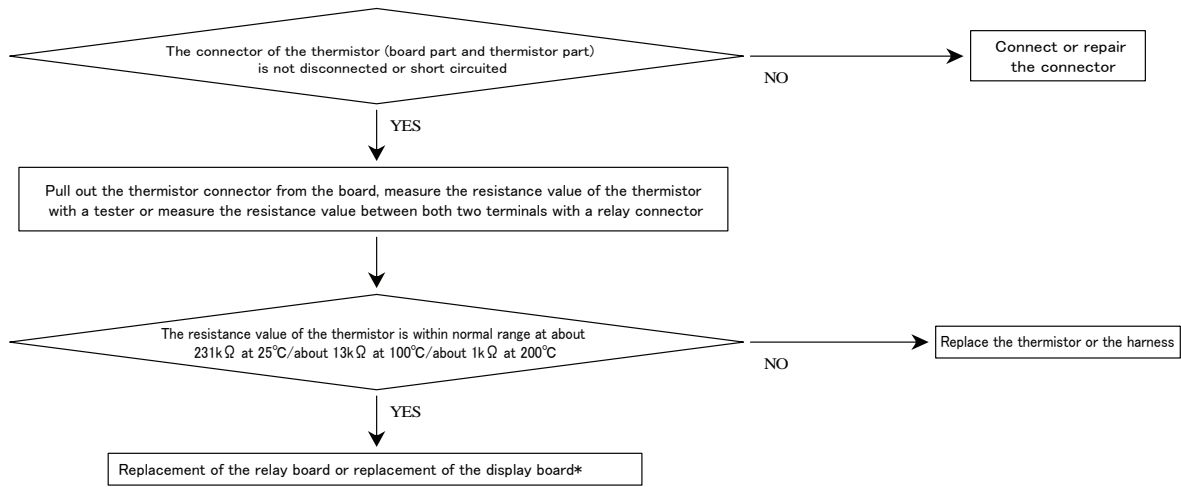 The connector of the thermistor (board part and thermistor part)
is not disconnected or short circuited
Connect or repair
the connector
NO
YES
Pull out the thermistor connector from the board, measure the resistance value of the thermistor
with a tester or measure the resistance value between both two terminals with a relay connector
The resistance value of the thermistor is within normal range at about
231kΩ at 25℃/about 13kΩ at 100℃/about 1kΩ at 200℃
Replace the thermistor or the harness
NO
YES
Replacement of the relay board or replacement of the display board*